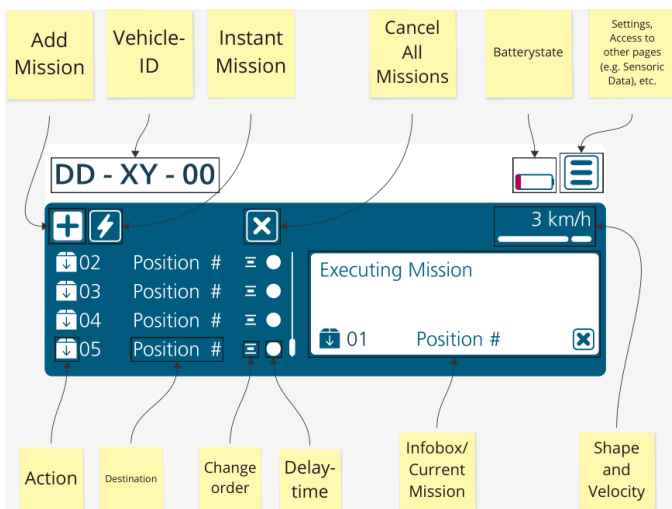 Add
Mission
Vehicle-
ID
Instant
Mission
Cancel
All
Missions
Batterystate
Settings,
Access to
other pages
(e.g. Sensoric
Data), etc.
DD - XY - 00
3 km/h
02 Position #
03 Position #
04 Position #
05 Position #
Executing Mission
01 Position #
Action
Destination
Change
order
Delay-
time
Infobox/
Current
Mission
Shape
and
Velocity